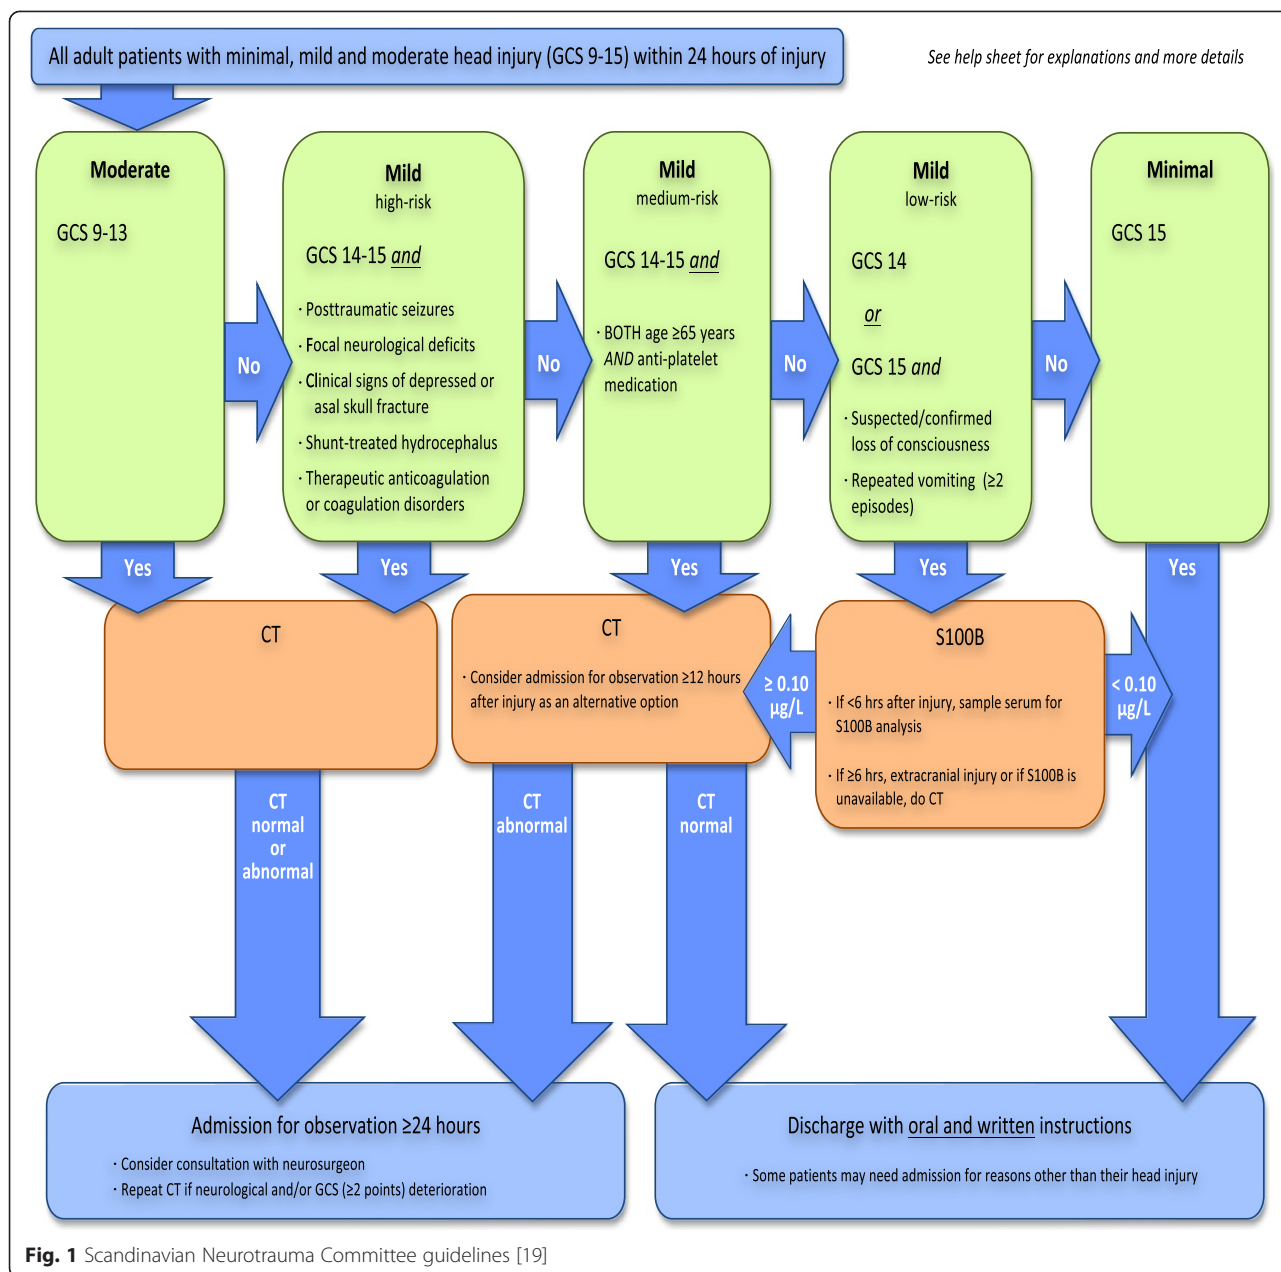 All adult patients with minimal, mild and moderate head injury (GCS 9-15) within 24 hours of injury
See help sheet for explanations and more details
Moderate
GCS 9-13
Mild
high-risk
GCS 14-15 and
· Posttraumatic seizures
· Focal neurological deficits
· Clinical signs of depressed or
asal skull fracture
· Shunt-treated hydrocephalus
· Therapeutic anticoagulation
or coagulation disorders
Mild
medium-risk
GCS 14-15 and
· BOTH age ≥65 years
AND anti-platelet
medication
Mild
low-risk
GCS 14
or
GCS 15 and
· Suspected/confirmed
loss of consciousness
· Repeated vomiting (≥2
episodes)
Minimal
GCS 15
No
No
No
No
Yes
Yes
Yes
Yes
Yes
CT
CT
· Consider admission for observation ≥12 hours
after injury as an alternative option
≥ 0.10
µg/L
S100B
· If <6 hrs after injury, sample serum for
S100B analysis
· If ≥6 hrs, extracranial injury or if S100B is
unavailable, do CT
< 0.10
µg/L
CT
normal
or
abnormal
CT
abnormal
CT
normal
Admission for observation ≥24 hours
· Consider consultation with neurosurgeon
· Repeat CT if neurological and/or GCS (≥2 points) deterioration
Discharge with oral and written instructions
· Some patients may need admission for reasons other than their head injury
Fig. 1 Scandinavian Neurotrauma Committee guidelines [19]